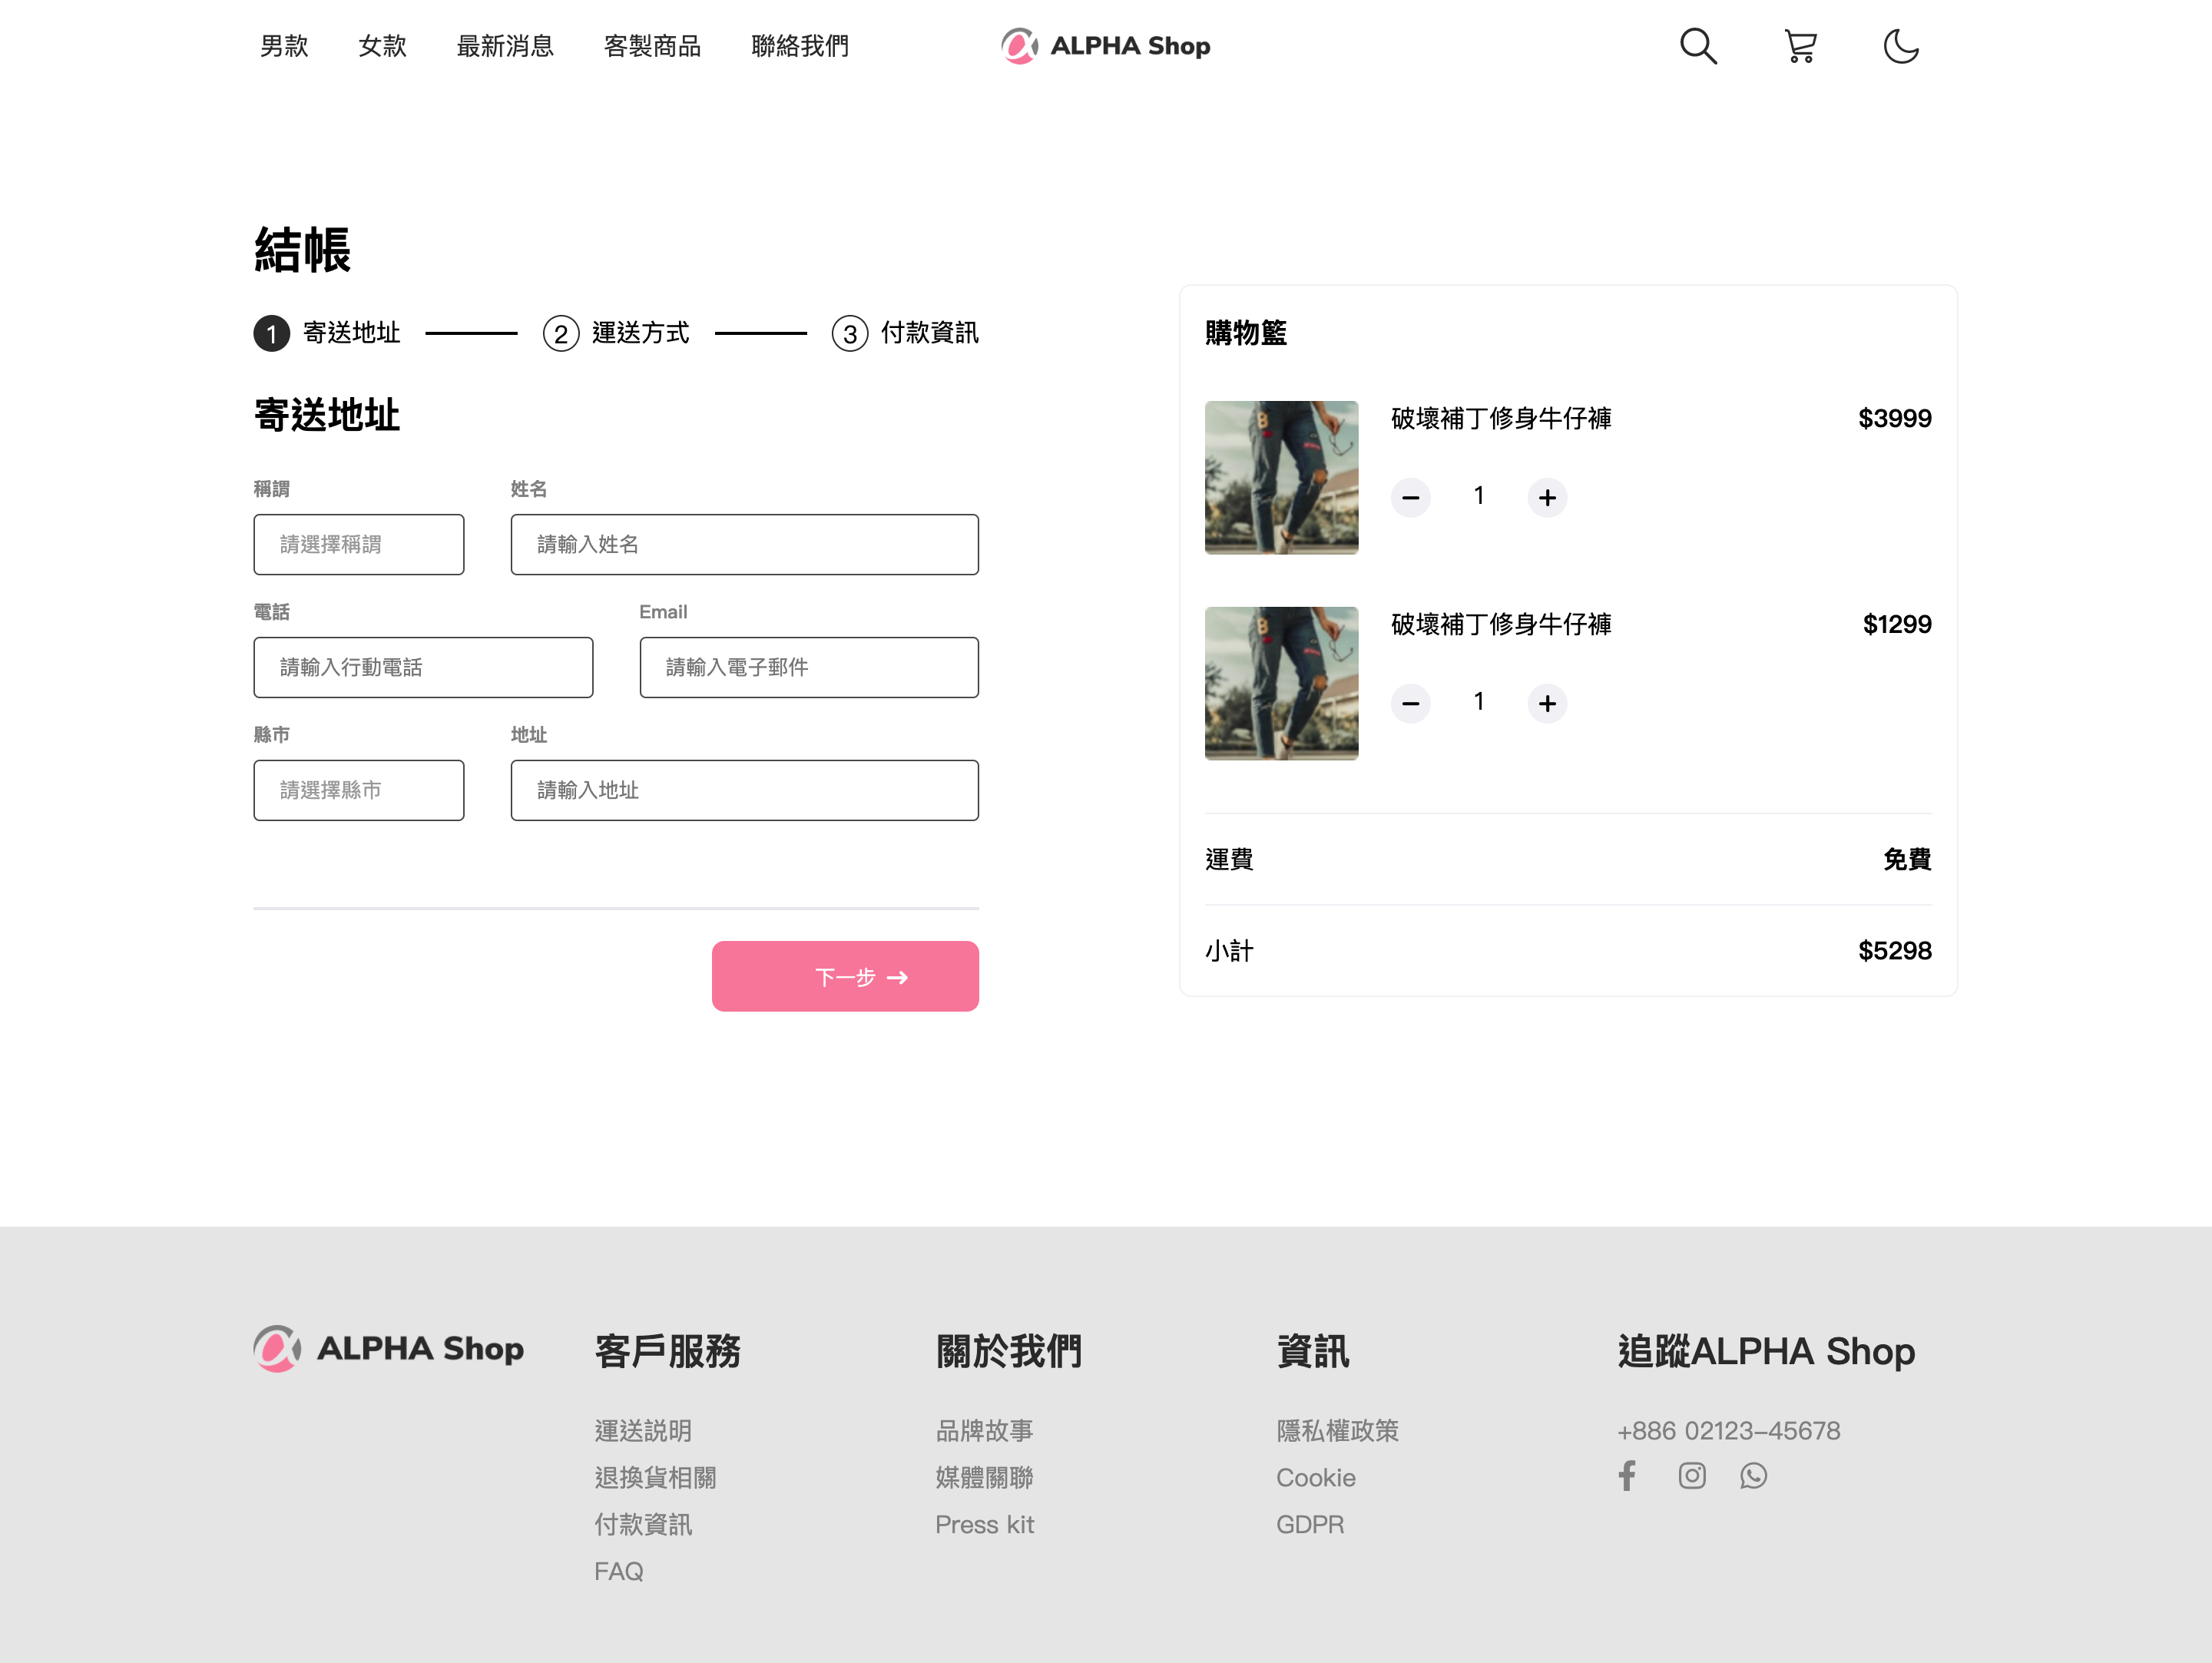 男款 女款 最新消息 客製商品 聯絡我們 ALPHA Shop
結帳
1 寄送地址 2 運送方式 3 付款資訊
寄送地址
稱謂 姓名
請選擇稱謂 請輸入姓名
電話 Email
請輸入行動電話 請輸入電子郵件
縣市 地址
請選擇縣市 請輸入地址
下一步 →
購物籃
破壞補丁修身牛仔褲 $3999
− 1 +
破壞補丁修身牛仔褲 $1299
− 1 +
運費 免費
小計 $5298
ALPHA Shop
客戶服務
運送說明
退換貨相關
付款資訊
FAQ
關於我們
品牌故事
媒體關聯
Press kit
資訊
隱私權政策
Cookie
GDPR
追蹤ALPHA Shop
+886 02123-45678